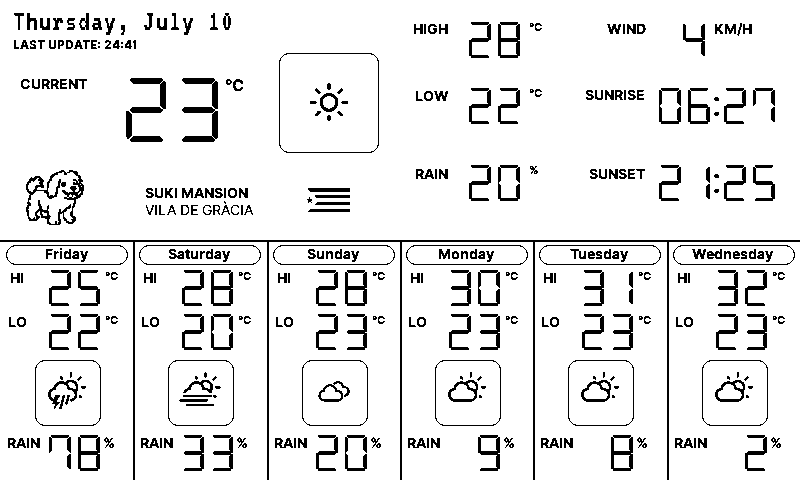 Thursday, July 10
LAST UPDATE: 24:41
CURRENT 23 °C
SUKI MANSION
VILA DE GRÀCIA
HIGH 28 °C
LOW 22 °C
RAIN 20 %
WIND 4 KM/H
SUNRISE 06:27
SUNSET 21:25
Friday
HI 25 °C
LO 22 °C
RAIN 78 %
Saturday
HI 28 °C
LO 20 °C
RAIN 33 %
Sunday
HI 28 °C
LO 23 °C
RAIN 20 %
Monday
HI 30 °C
LO 23 °C
RAIN 9 %
Tuesday
HI 31 °C
LO 23 °C
RAIN 8 %
Wednesday
HI 32 °C
LO 23 °C
RAIN 2 %